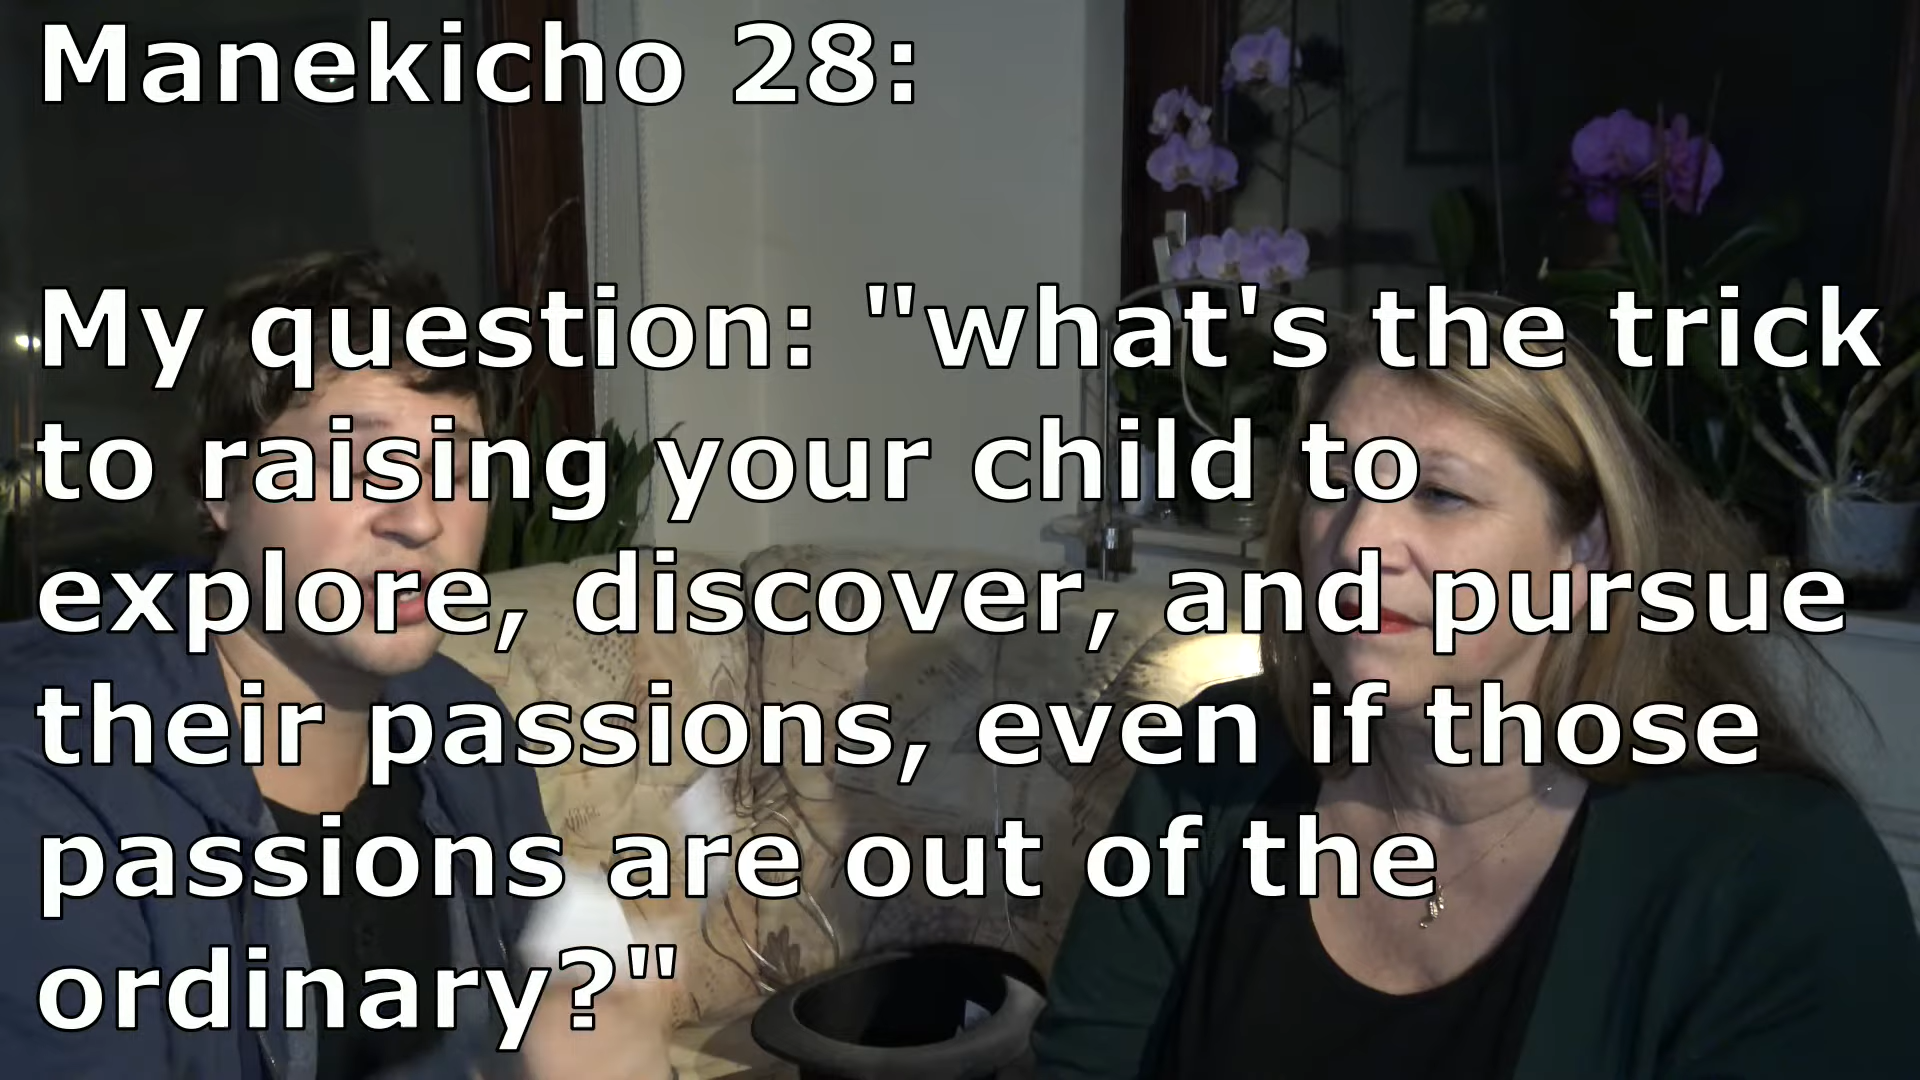 Manekicho 28:
My question: "what's the trick
to raising your child to
explore, discover, and pursue
their passions, even if those
passions are out of the
ordinary?"